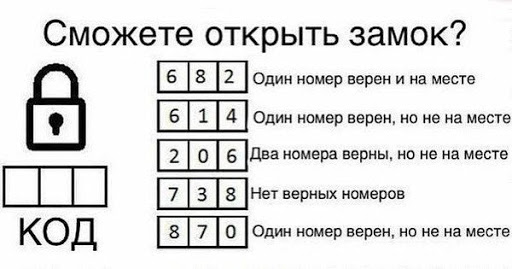 Сможете открыть замок?
6 8 2 Один номер верен и на месте
6 1 4 Один номер верен, но не на месте
2 0 6 Два номера верны, но не на месте
7 3 8 Нет верных номеров
8 7 0 Один номер верен, но не на месте
КОД